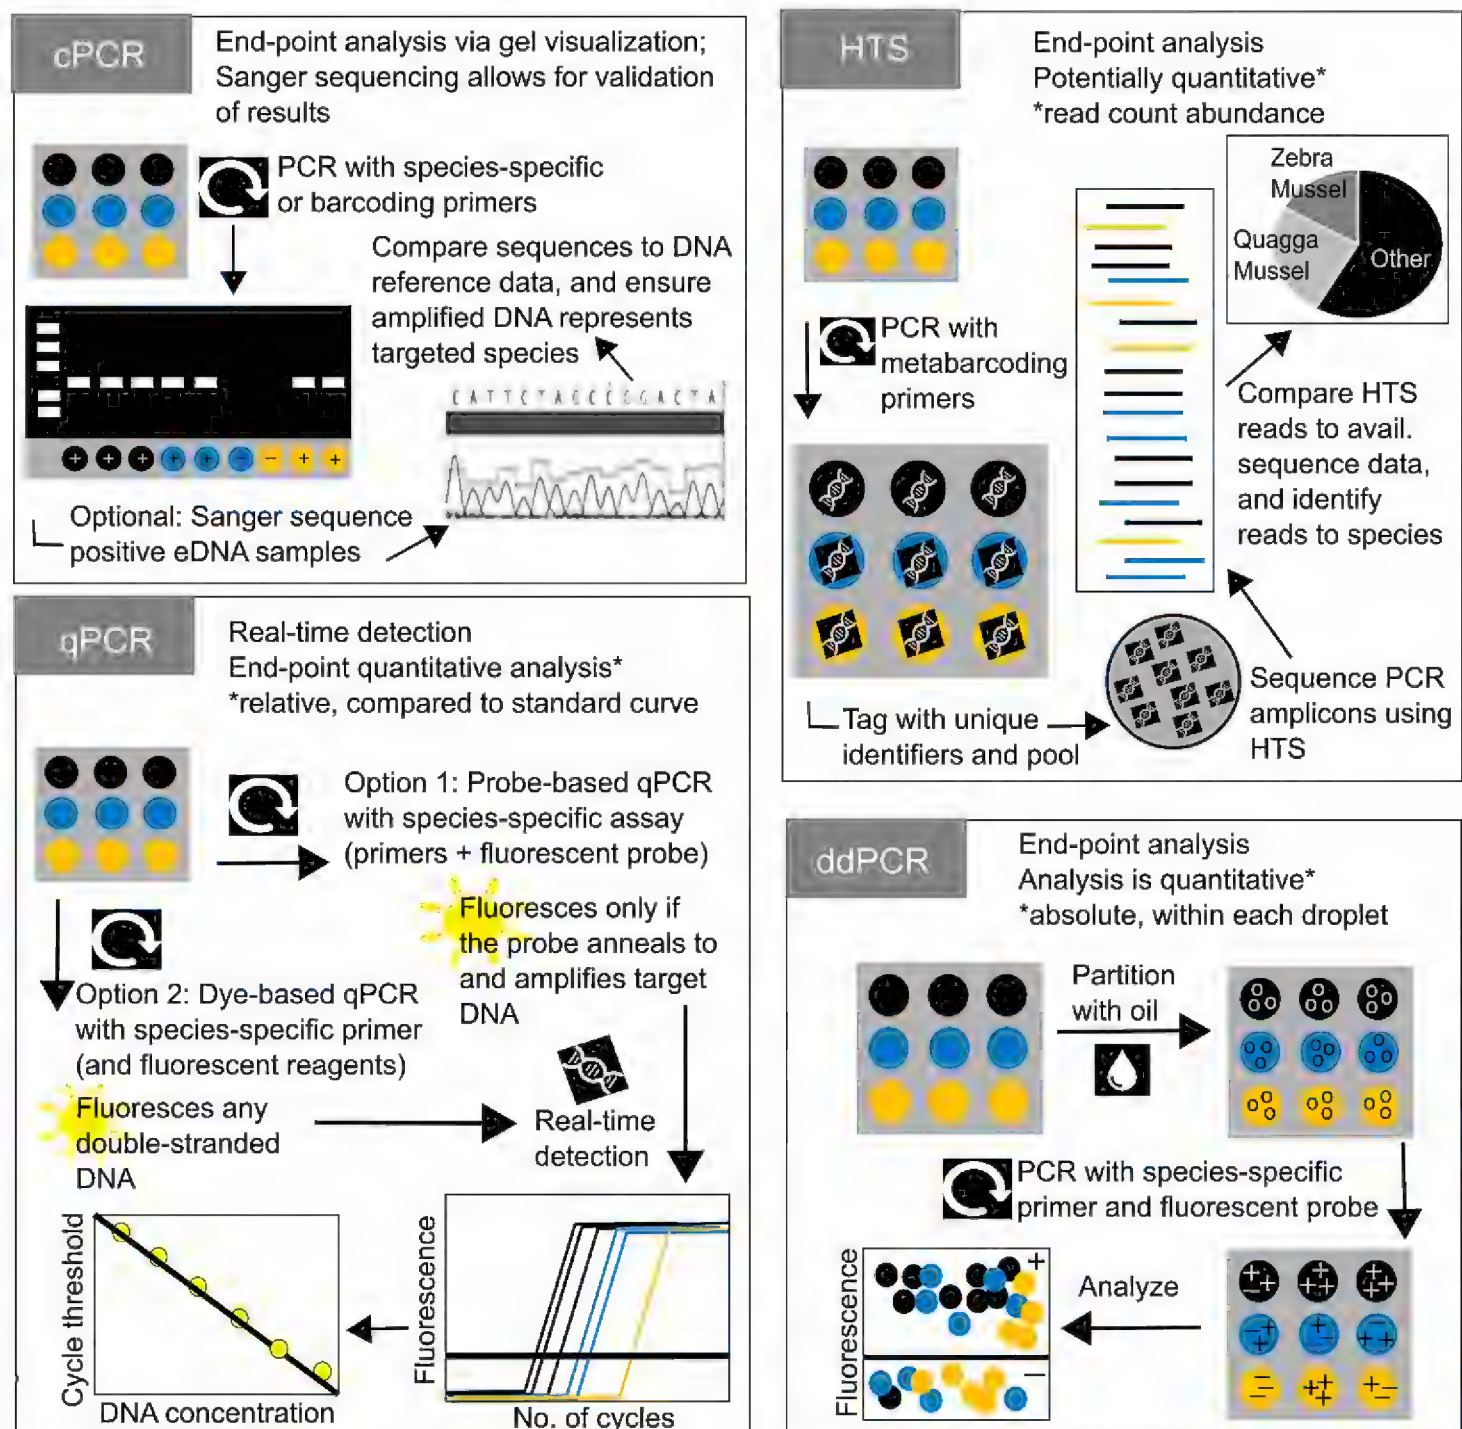 cPCR
End-point analysis via gel visualization;
Sanger sequencing allows for validation
of results
PCR with species-specific
or barcoding primers
Compare sequences to DNA
reference data, and ensure
amplified DNA represents
targeted species
+ + + + + − − + +
Optional: Sanger sequence
positive eDNA samples
HTS
End-point analysis
Potentially quantitative*
*read count abundance
Zebra
Mussel
Quagga
Mussel
Other
PCR with
metabarcoding
primers
Compare HTS
reads to avail.
sequence data,
and identify
reads to species
Tag with unique
identifiers and pool
Sequence PCR
amplicons using
HTS
qPCR
Real-time detection
End-point quantitative analysis*
*relative, compared to standard curve
Option 1: Probe-based qPCR
with species-specific assay
(primers + fluorescent probe)
Fluoresces only if
the probe anneals to
and amplifies target
DNA
Option 2: Dye-based qPCR
with species-specific primer
(and fluorescent reagents)
Fluoresces any
double-stranded
DNA
Real-time
detection
Cycle threshold
DNA concentration
Fluorescence
No. of cycles
ddPCR
End-point analysis
Analysis is quantitative*
*absolute, within each droplet
Partition
with oil
PCR with species-specific
primer and fluorescent probe
Analyze
Fluorescence
+
−